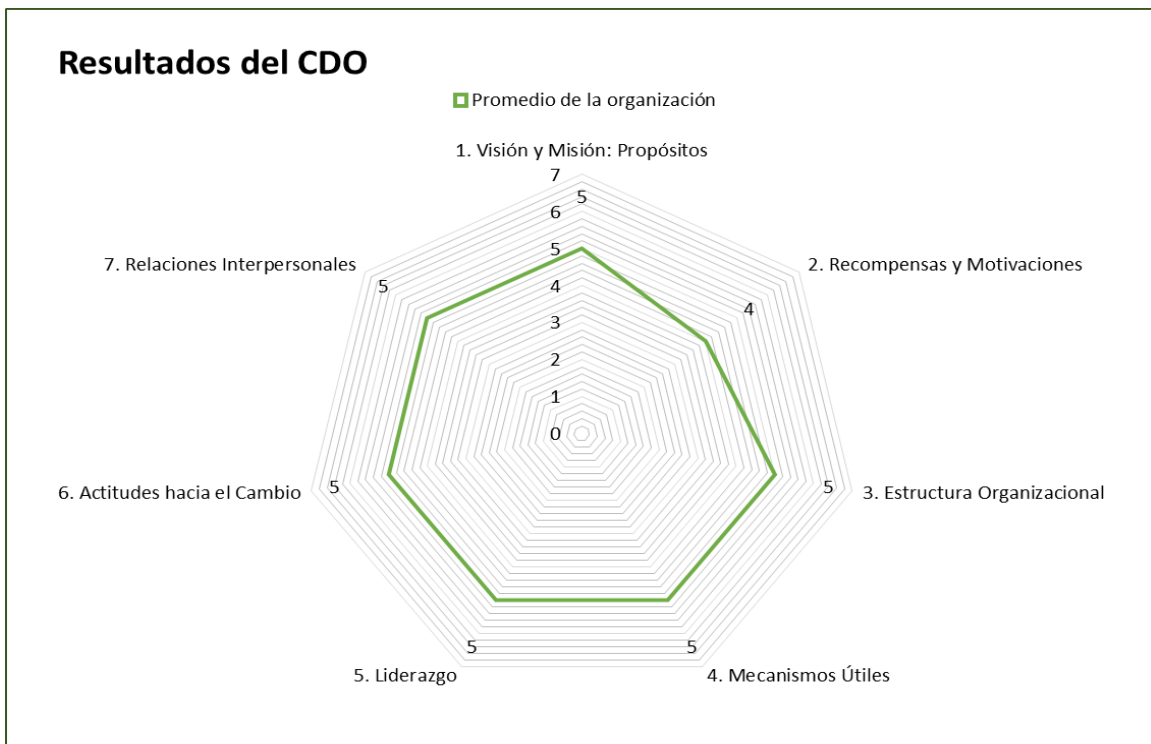 Resultados del CDO
Promedio de la organización
1. Visión y Misión: Propósitos
7
5
6
5
4
3
2
1
0
2. Recompensas y Motivaciones
4
3. Estructura Organizacional
5
4. Mecanismos Útiles
5
5. Liderazgo
5
6. Actitudes hacia el Cambio
5
7. Relaciones Interpersonales
5